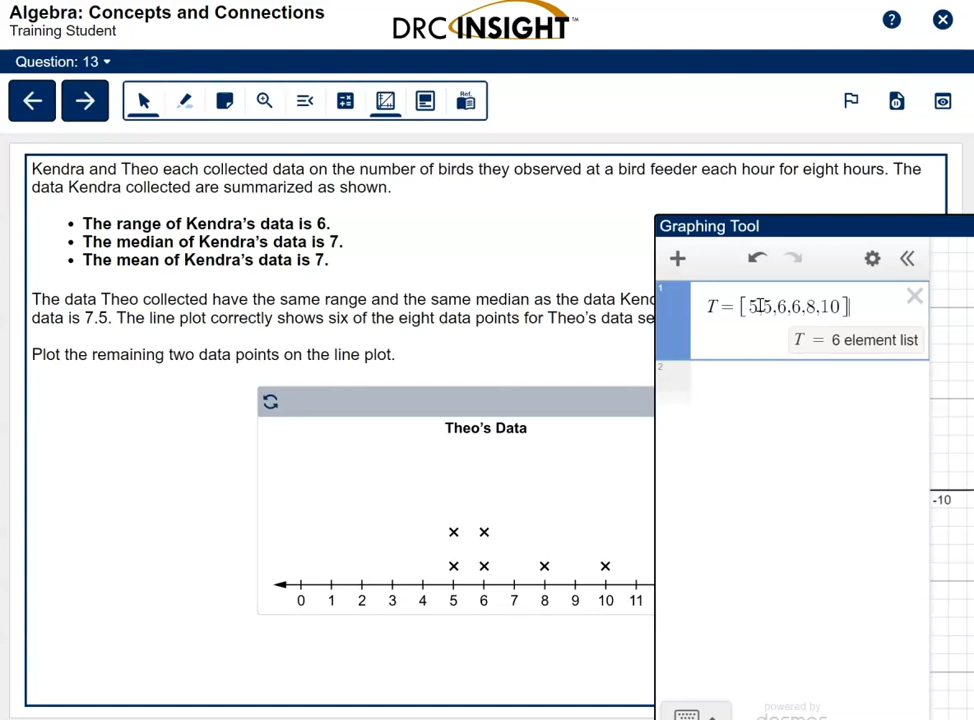 Algebra: Concepts and Connections
Training Student
DRC INSIGHT™
Question: 13
Ref.
Kendra and Theo each collected data on the number of birds they observed at a bird feeder each hour for eight hours. The
data Kendra collected are summarized as shown.
• The range of Kendra's data is 6.
• The median of Kendra's data is 7.
• The mean of Kendra's data is 7.
The data Theo collected have the same range and the same median as the data Kend
data is 7.5. The line plot correctly shows six of the eight data points for Theo's data se
Plot the remaining two data points on the line plot.
Theo's Data
0 1 2 3 4 5 6 7 8 9 10 11
Graphing Tool
1
T = [5,5,6,6,8,10]
T = 6 element list
2
-10
powered by
desmos